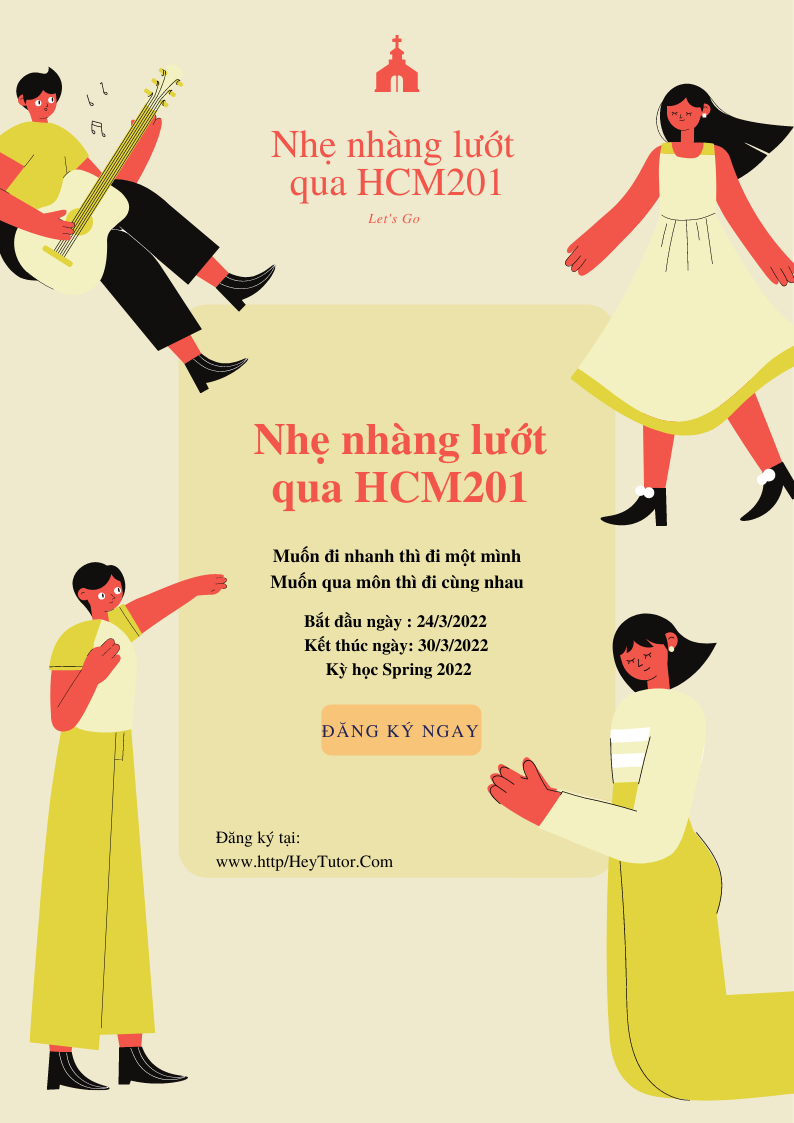 Nhẹ nhàng lướt
qua HCM201
Let's Go
Nhẹ nhàng lướt
qua HCM201
Muốn đi nhanh thì đi một mình
Muốn qua môn thì đi cùng nhau
Bắt đầu ngày : 24/3/2022
Kết thúc ngày: 30/3/2022
Kỳ học Spring 2022
ĐĂNG KÝ NGAY
Đăng ký tại:
www.http/HeyTutor.Com